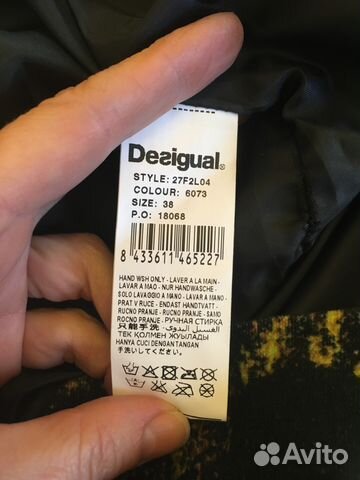 Desigual®
STYLE: 27F2L04
COLOUR: 6073
SIZE: 38
P.O: 18068
8 433611 465227
HAND WSH ONLY - LAVER A LA MAIN -
LAVAR A MAO - NUR HANDWASCHE -
SOLO LAVAGGIO A MANO - LAVAR A MANO -
PRAT V RUCE - ENDAST HANDTVATT -
RUCNO PRANJE - RUCNO PRANJE - SAMO
ROCNO PRANJE - РУЧНАЯ СТИРКА
只能手洗 - الغسيل اليدوي -
ТЕК ҚОЛМЕН ЖУЫЛАДЫ
HANYA CUCI DENGAN TANGAN
手洗いしてください
Avito